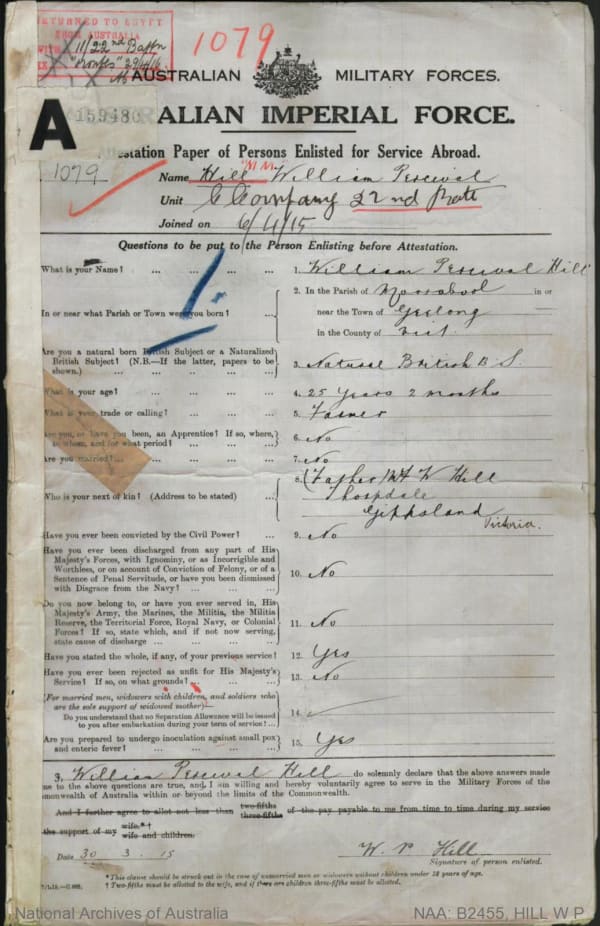 RETURNED TO EGYPT
FROM AUSTRALIA
WITH 11/22nd Battn
29/4/16
1079
AUSTRALIAN MILITARY FORCES.
A
159480
ALIAN IMPERIAL FORCE.
Attestation Paper of Persons Enlisted for Service Abroad.
1079
"M.M."
Name Hill William Percival
Unit C Company 22nd Batt
Joined on 6/4/15
Questions to be put to the Person Enlisting before Attestation.
What is your Name? ... ... ... ... 1. William Percival Hill
In or near what Parish or Town were you born? ... 2. In the Parish of Moorabool in or
near the Town of Geelong
in the County of Vict.
Are you a natural born British Subject or a Naturalized British Subject? (N.B.—If the latter, papers to be shown.) ... ... ... ... 3. Natural British B S.
What is your age? ... ... ... ... 4. 25 Years 2 months
What is your trade or calling? ... ... ... 5. Farmer
Are you, or have you been, an Apprentice? If so, where, to whom, and for what period? ... ... ... 6. No
Are you married? ... ... ... ... 7. No
Who is your next of kin? (Address to be stated) ... 8. (Father) W Hill
Thorpdale
Gippsland
Victoria.
Have you ever been convicted by the Civil Power? ... 9. No
Have you ever been discharged from any part of His
Majesty's Forces, with Ignominy, or as Incorrigible and
Worthless, or on account of Conviction of Felony, or of a
Sentence of Penal Servitude, or have you been dismissed
with Disgrace from the Navy? ... ... ... 10. No
Do you now belong to, or have you ever served in, His
Majesty's Army, the Marines, the Militia, the Militia
Reserve, the Territorial Force, Royal Navy, or Colonial
Forces? If so, state which, and if not now serving,
state cause of discharge ... ... ... 11. No
Have you stated the whole, if any, of your previous service? 12. Yes
Have you ever been rejected as unfit for His Majesty's
Service? If so, on what grounds? ... ... ... 13. No
(For married men, widowers with children, and soldiers who
are the sole support of widowed mother)—
Do you understand that no Separation Allowance will be issued
to you after embarkation during your term of service? ... 14.
Are you prepared to undergo inoculation against small pox
and enteric fever? ... ... ... ... 15. Yes
I, William Percival Hill do solemnly declare that the above answers made
me to the above questions are true, and I am willing and hereby voluntarily agree to serve in the Military Forces of the
mmonwealth of Australia within or beyond the limits of the Commonwealth.
And I further agree to allot not less than two-fifths three-fifths of the pay payable to me from time to time during my service
the support of my wife.*†
wife and children.
Date 30 . 3 . 15
W. P. Hill
Signature of person enlisted.
*This clause should be struck out in the case of unmarried men or widowers without children under 18 years of age.
†Two-fifths must be allotted to the wife, and if there are children three-fifths must be allotted.
National Archives of Australia
NAA: B2455, HILL W P